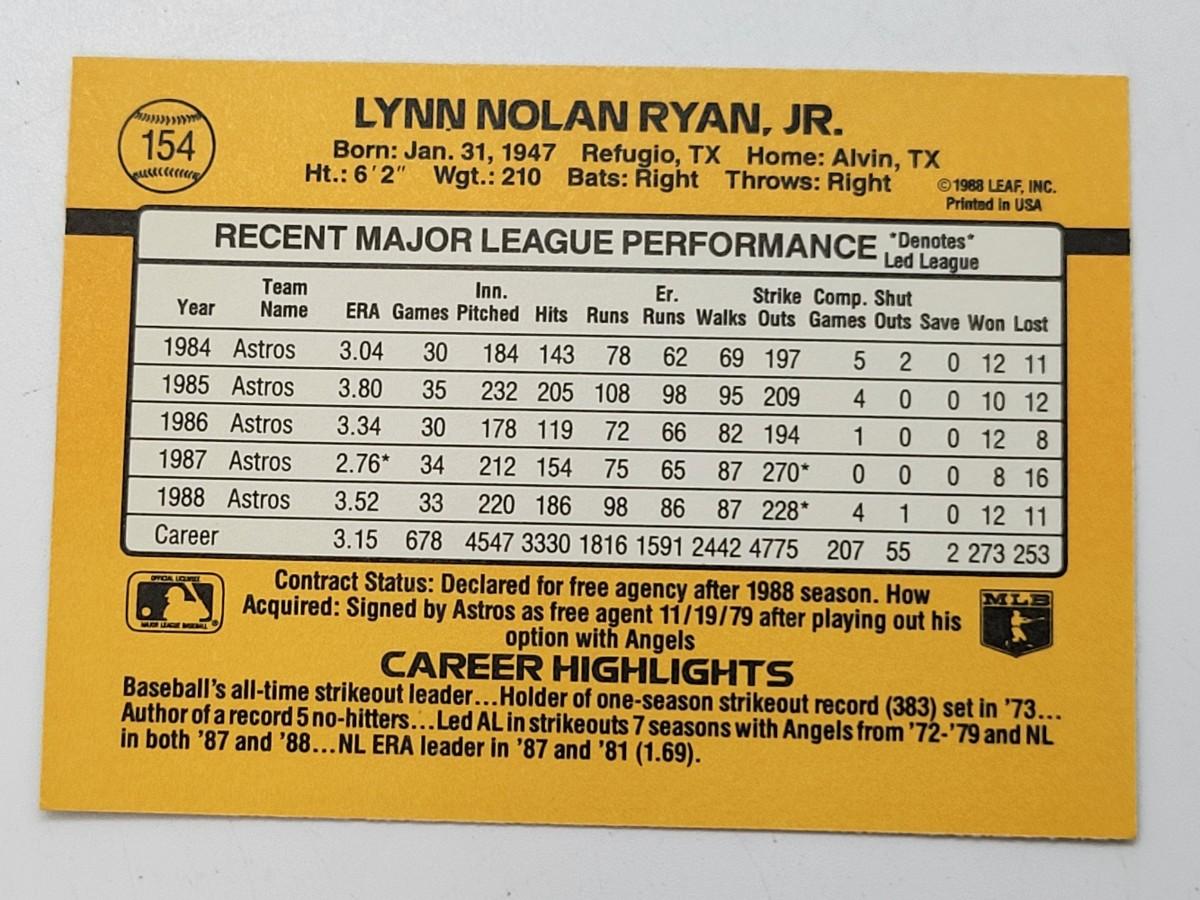 154
LYNN NOLAN RYAN, JR.
Born: Jan. 31, 1947 Refugio, TX Home: Alvin, TX
Ht.: 6'2" Wgt.: 210 Bats: Right Throws: Right
©1988 LEAF, INC.
Printed in USA
RECENT MAJOR LEAGUE PERFORMANCE *Denotes* Led League
Year Team Name ERA Games Inn. Pitched Hits Runs Er. Runs Walks Strike Outs Comp. Games Shut Outs Save Won Lost
1984 Astros 3.04 30 184 143 78 62 69 197 5 2 0 12 11
1985 Astros 3.80 35 232 205 108 98 95 209 4 0 0 10 12
1986 Astros 3.34 30 178 119 72 66 82 194 1 0 0 12 8
1987 Astros 2.76* 34 212 154 75 65 87 270* 0 0 0 8 16
1988 Astros 3.52 33 220 186 98 86 87 228* 4 1 0 12 11
Career 3.15 678 4547 3330 1816 1591 2442 4775 207 55 2 273 253
OFFICIAL LICENSEE
MAJOR LEAGUE BASEBALL®
Contract Status: Declared for free agency after 1988 season. How
Acquired: Signed by Astros as free agent 11/19/79 after playing out his
option with Angels
MLB
CAREER HIGHLIGHTS
Baseball's all-time strikeout leader...Holder of one-season strikeout record (383) set in '73...
Author of a record 5 no-hitters...Led AL in strikeouts 7 seasons with Angels from '72-'79 and NL
in both '87 and '88...NL ERA leader in '87 and '81 (1.69).